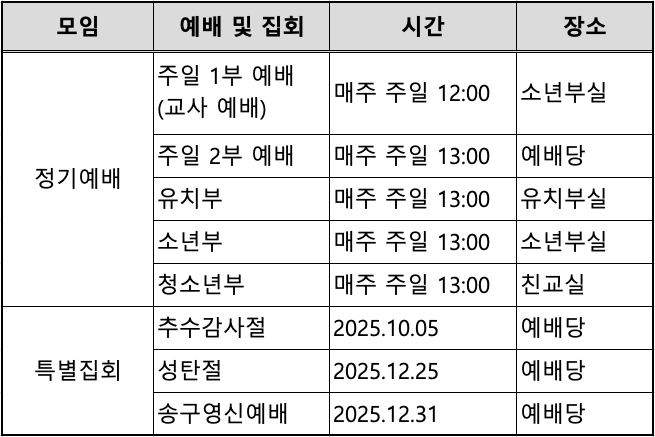 모임 예배 및 집회 시간 장소
정기예배
주일 1부 예배
(교사 예배) 매주 주일 12:00 소년부실
주일 2부 예배 매주 주일 13:00 예배당
유치부 매주 주일 13:00 유치부실
소년부 매주 주일 13:00 소년부실
청소년부 매주 주일 13:00 친교실
특별집회
추수감사절 2025.10.05 예배당
성탄절 2025.12.25 예배당
송구영신예배 2025.12.31 예배당